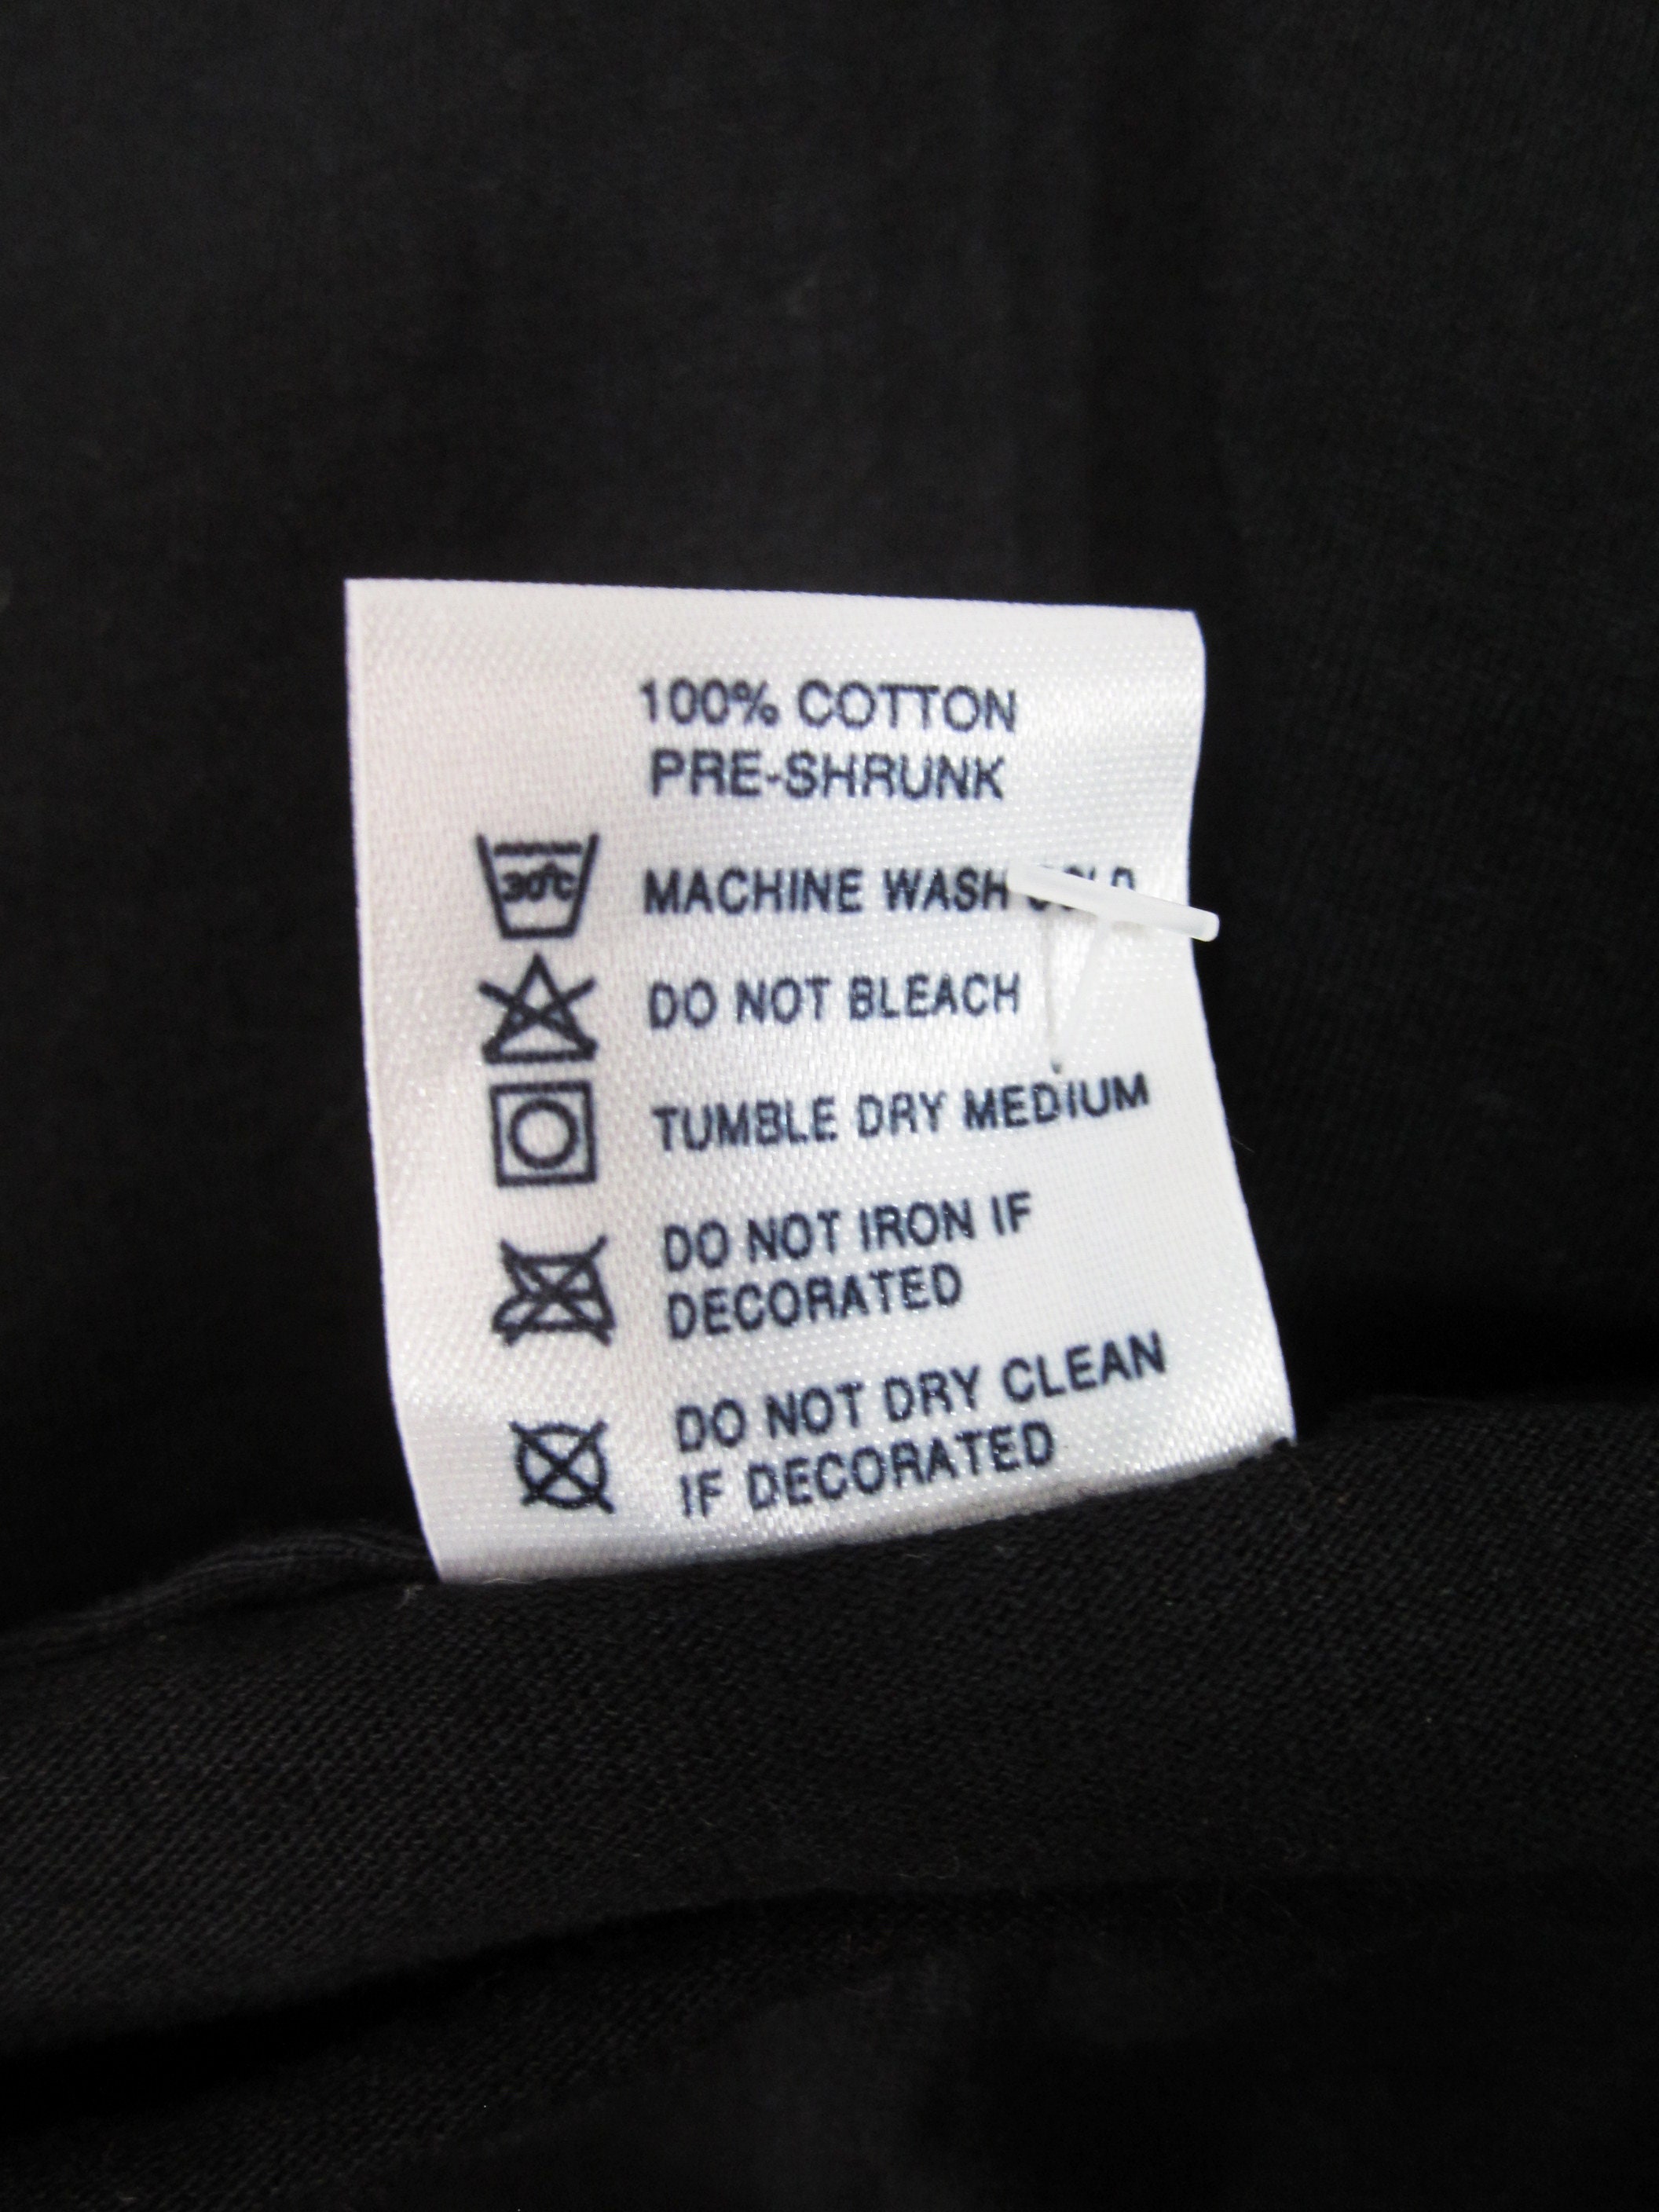 100% COTTON
PRE-SHRUNK
30°C MACHINE WASH COLD
DO NOT BLEACH
TUMBLE DRY MEDIUM
DO NOT IRON IF
DECORATED
DO NOT DRY CLEAN
IF DECORATED